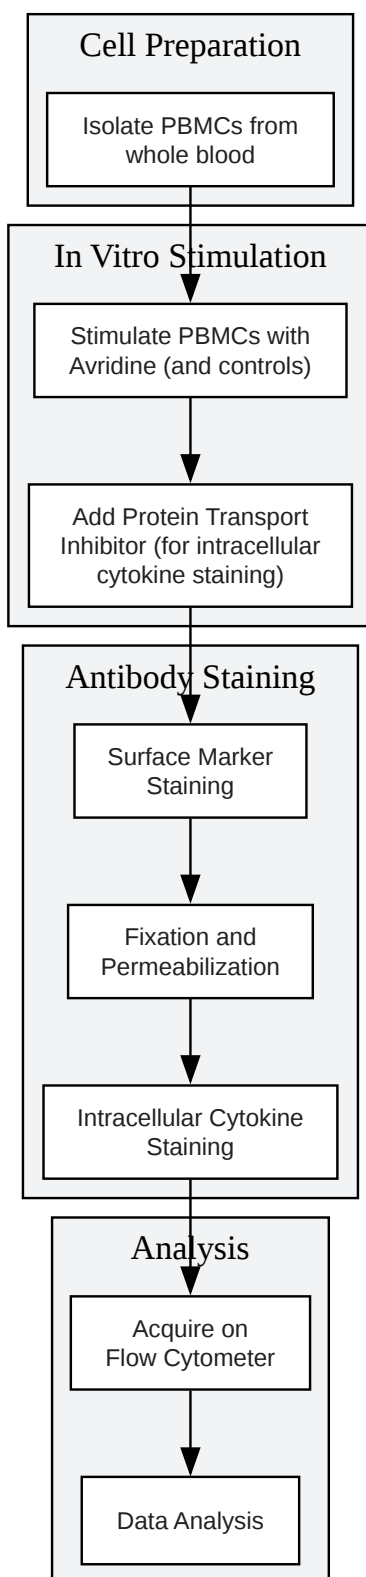 Cell Preparation
Isolate PBMCs from
whole blood
In Vitro Stimulation
Stimulate PBMCs with
Avridine (and controls)
Add Protein Transport
Inhibitor (for intracellular
cytokine staining)
Antibody Staining
Surface Marker
Staining
Fixation and
Permeabilization
Intracellular Cytokine
Staining
Analysis
Acquire on
Flow Cytometer
Data Analysis